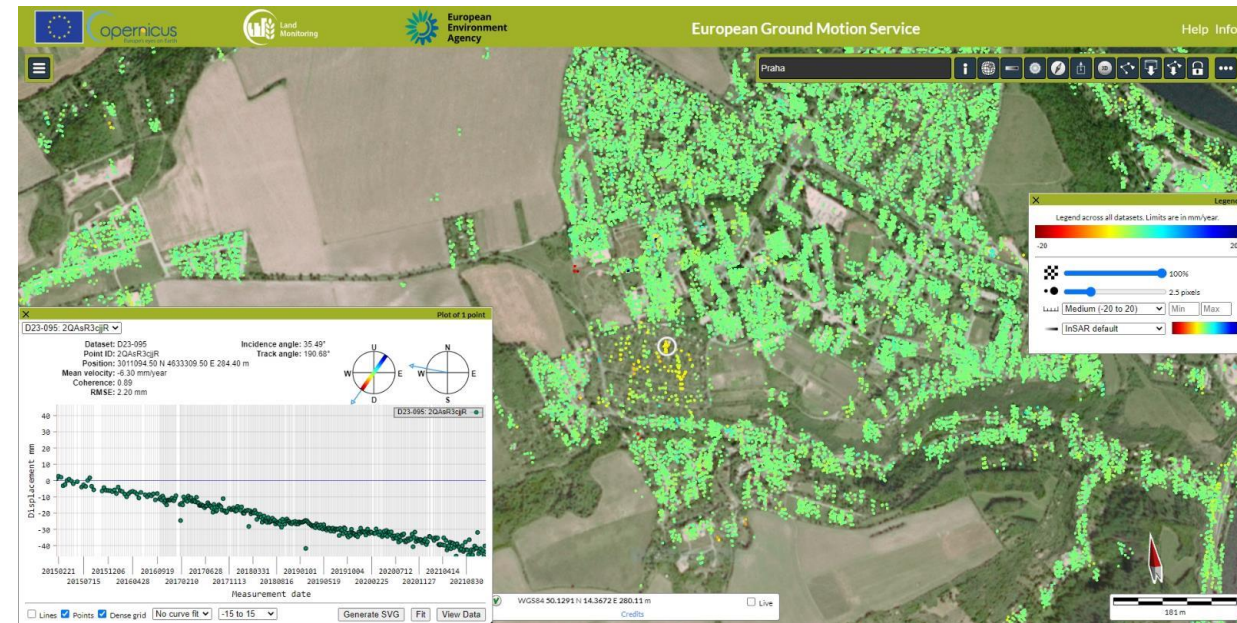 opernicus
Europe's eyes on Earth
Land
Monitoring
European
Environment
Agency
European Ground Motion Service
Help Info
Praha
Legen
Legend across all datasets. Limits are in mm/year.
-20 20
100%
2.5 pixels
Medium (-20 to 20) Min Max
InSAR default
Plot of 1 point
D23-095: 2QAsR3cjjR
Dataset: D23-095
Point ID: 2QAsR3cjjR
Position: 3011094.50 N 4633309.50 E 284.40 m
Mean velocity: -6.30 mm/year
Coherence: 0.89
RMSE: 2.20 mm
Incidence angle: 35.49°
Track angle: 190.68°
U
W E
D
N
W E
S
D23-095: 2QAsR3cjjR
Displacement mm
40
30
20
10
0
-10
-20
-30
-40
20150221 20151206 20160919 20170628 20180331 20190101 20191004 20200712 20210414
20150715 20160428 20170210 20171113 20180816 20190519 20200225 20201127 20210830
Measurement date
Lines Points Dense grid No curve fit -15 to 15 Generate SVG Fit View Data
WGS84 50.1291 N 14.3672 E 280.11 m
Live
Credits
181 m